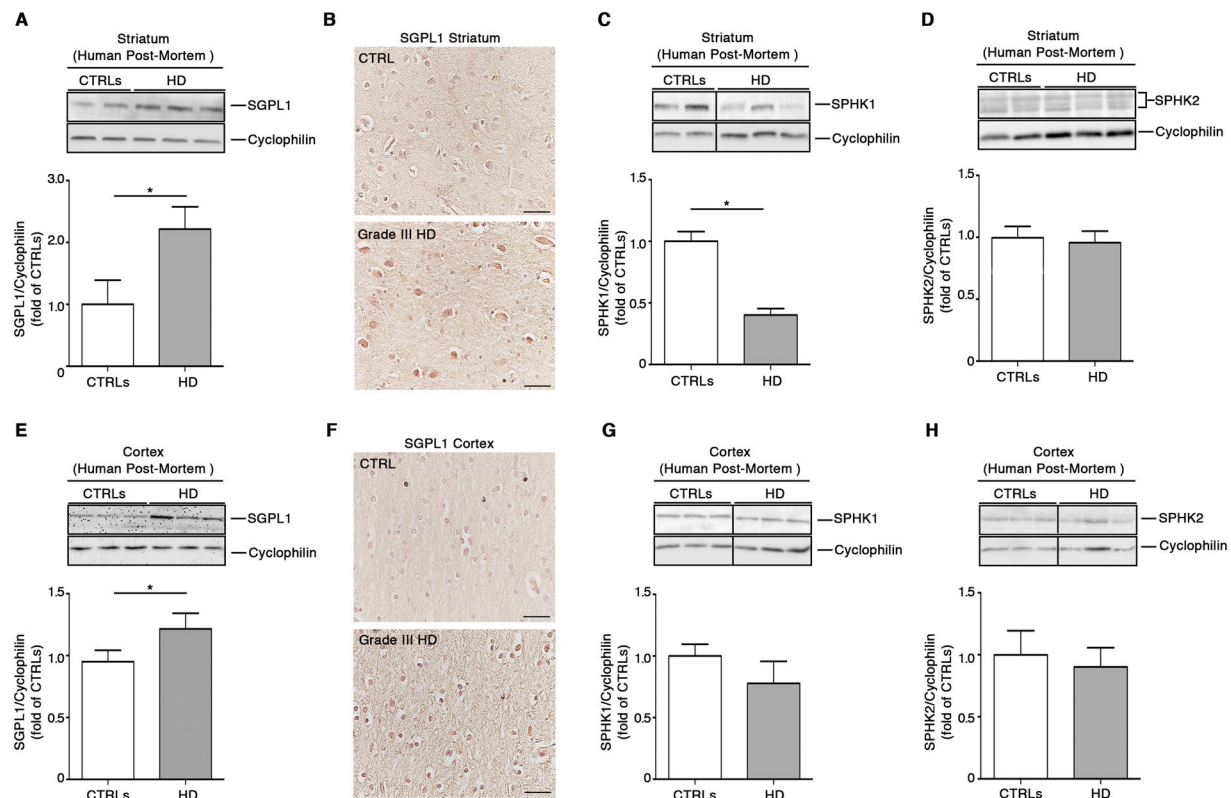 A
Striatum
(Human Post-Mortem )
CTRLs HD
SGPL1
Cyclophilin
SGPL1/Cyclophilin
(fold of CTRLs)
3.0
2.0
1.0
0
*
CTRLs HD
B
SGPL1 Striatum
CTRL
Grade III HD
C
Striatum
(Human Post-Mortem )
CTRLs HD
SPHK1
Cyclophilin
SPHK1/Cyclophilin
(fold of CTRLs)
1.5
1.0
0.5
0
*
CTRLs HD
D
Striatum
(Human Post-Mortem )
CTRLs HD
SPHK2
Cyclophilin
SPHK2/Cyclophilin
(fold of CTRLs)
1.5
1.0
0.5
0
CTRLs HD
E
Cortex
(Human Post-Mortem )
CTRLs HD
SGPL1
Cyclophilin
SGPL1/Cyclophilin
(fold of CTRLs)
1.5
1.0
0.5
0
*
CTRLs HD
F
SGPL1 Cortex
CTRL
Grade III HD
G
Cortex
(Human Post-Mortem )
CTRLs HD
SPHK1
Cyclophilin
SPHK1/Cyclophilin
(fold of CTRLs)
1.5
1.0
0.5
0
CTRLs HD
H
Cortex
(Human Post-Mortem )
CTRLs HD
SPHK2
Cyclophilin
SPHK2/Cyclophilin
(fold of CTRLs)
1.5
1.0
0.5
0
CTRLs HD